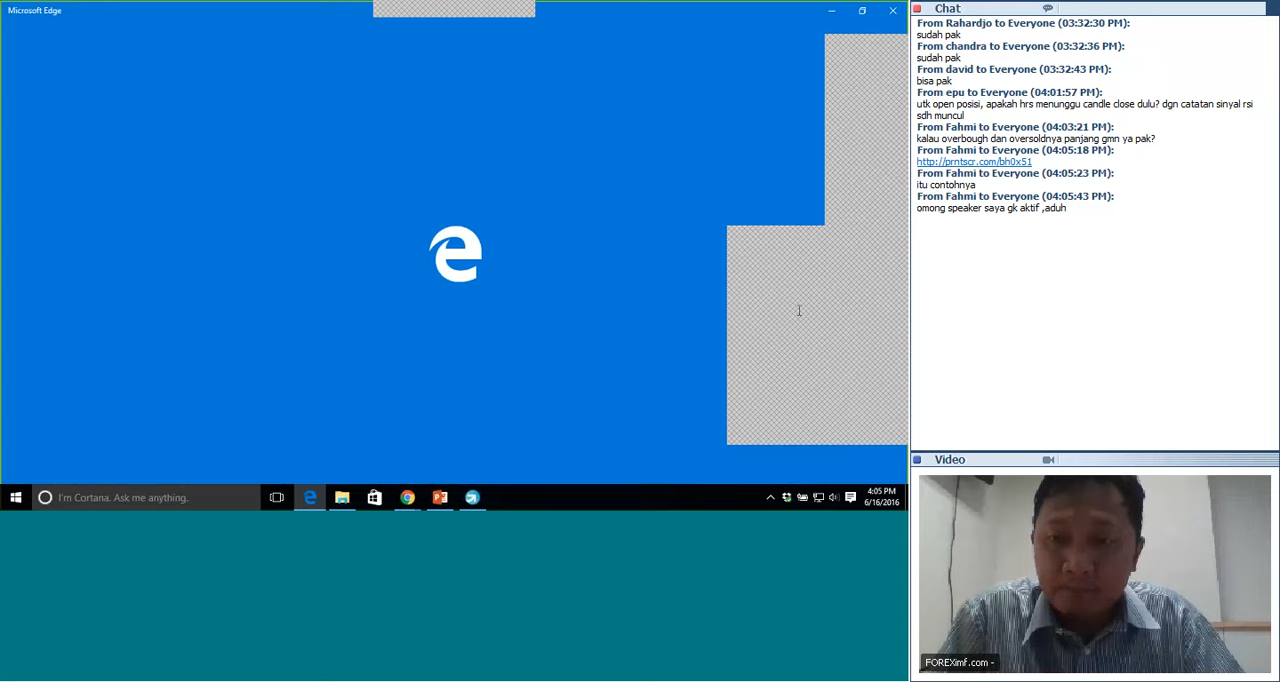 Microsoft Edge
I'm Cortana. Ask me anything.
4:05 PM
6/16/2016
Chat
From Rahardjo to Everyone (03:32:30 PM):
sudah pak
From chandra to Everyone (03:32:36 PM):
sudah pak
From david to Everyone (03:32:43 PM):
bisa pak
From epu to Everyone (04:01:57 PM):
utk open posisi, apakah hrs menunggu candle close dulu? dgn catatan sinyal rsi
sdh muncul
From Fahmi to Everyone (04:03:21 PM):
kalau overbough dan oversoldnya panjang gmn ya pak?
From Fahmi to Everyone (04:05:18 PM):
http://prntscr.com/bh0x51
From Fahmi to Everyone (04:05:23 PM):
itu contohnya
From Fahmi to Everyone (04:05:43 PM):
omong speaker saya gk aktif ,aduh
Video
FOREXimf.com -